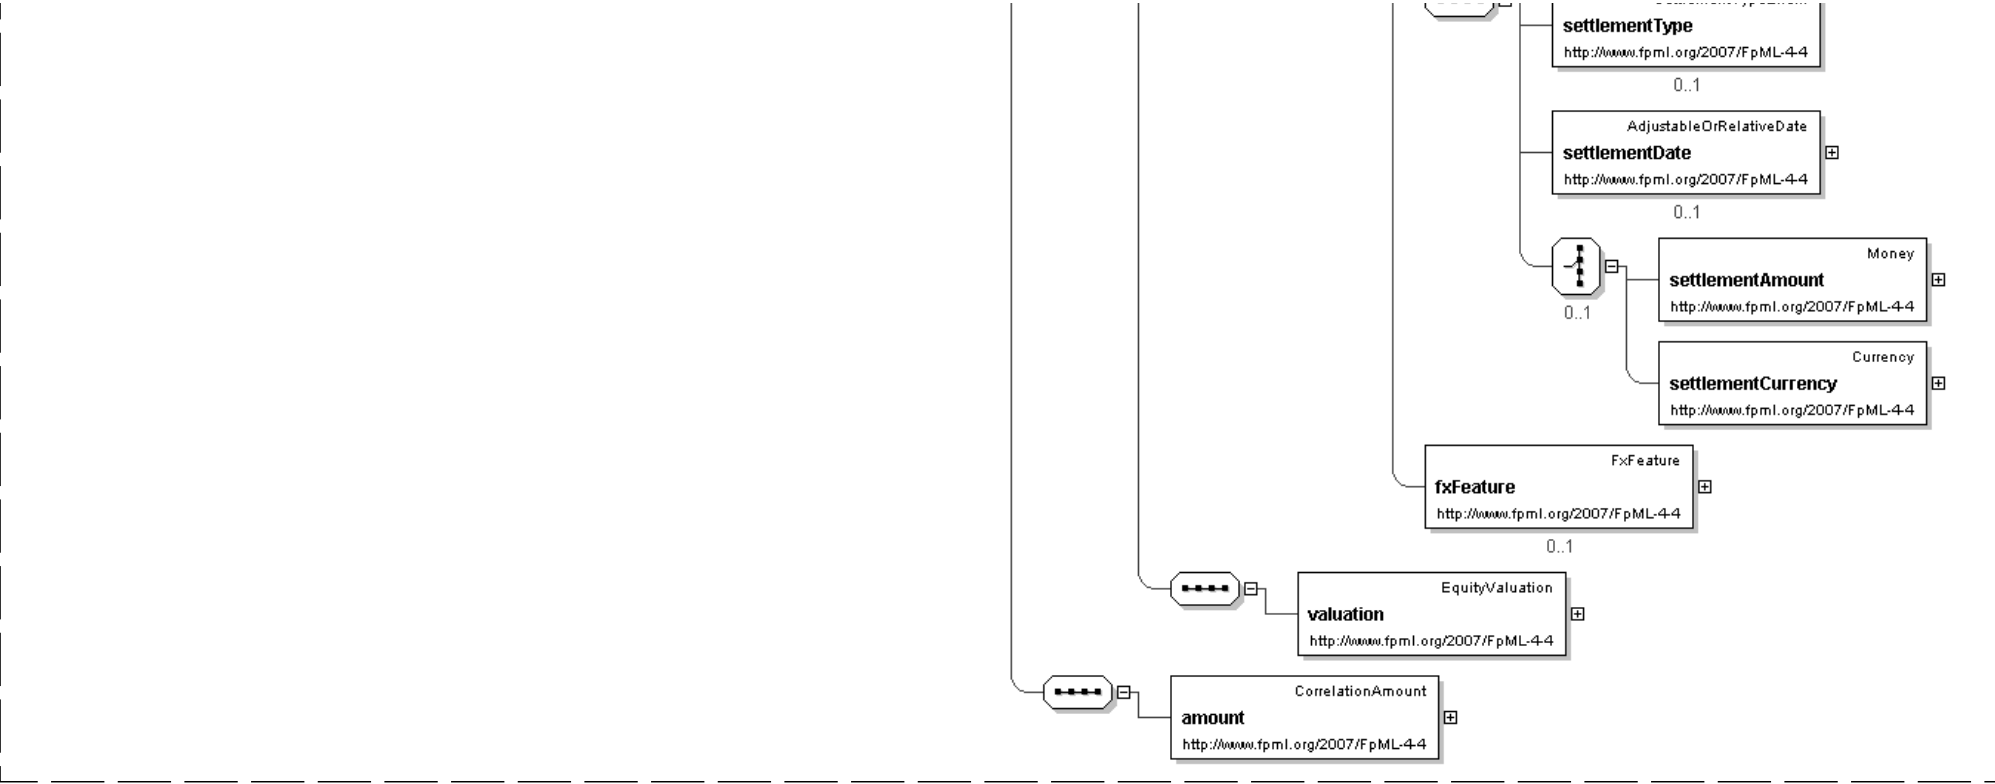 settlementType
http://www.fpml.org/2007/FpML-4-4
0..1
AdjustableOrRelativeDate
settlementDate
http://www.fpml.org/2007/FpML-4-4
0..1
Money
settlementAmount
http://www.fpml.org/2007/FpML-4-4
0..1
Currency
settlementCurrency
http://www.fpml.org/2007/FpML-4-4
FxFeature
fxFeature
http://www.fpml.org/2007/FpML-4-4
0..1
EquityValuation
valuation
http://www.fpml.org/2007/FpML-4-4
CorrelationAmount
amount
http://www.fpml.org/2007/FpML-4-4